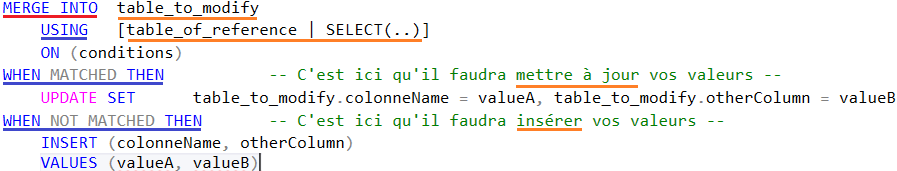 MERGE INTO table_to_modify
USING [table_of_reference | SELECT(..)]
ON (conditions)
WHEN MATCHED THEN -- C'est ici qu'il faudra mettre à jour vos valeurs --
UPDATE SET table_to_modify.colonneName = valueA, table_to_modify.otherColumn = valueB
WHEN NOT MATCHED THEN -- C'est ici qu'il faudra insérer vos valeurs --
INSERT (colonneName, otherColumn)
VALUES (valueA, valueB)